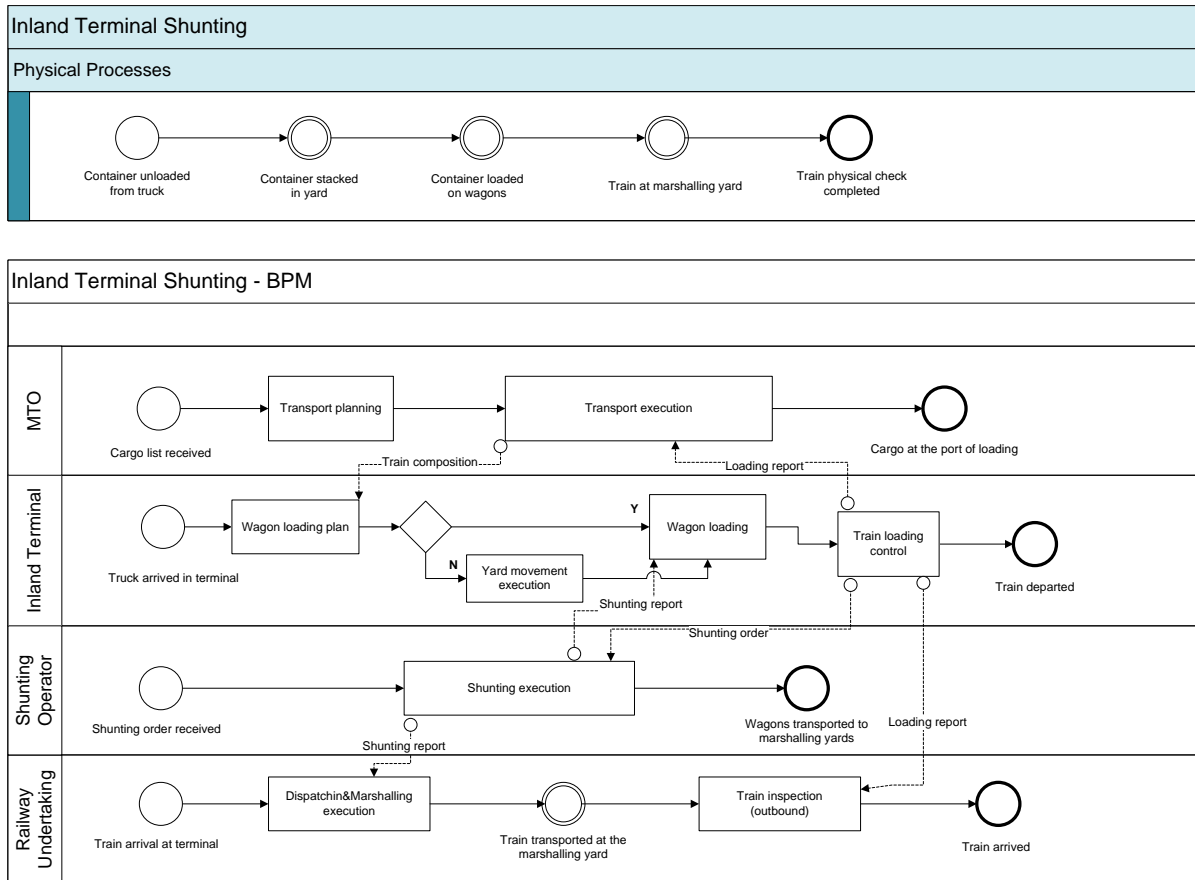 Inland Terminal Shunting
Physical Processes
Container unloaded
from truck
Container stacked
in yard
Container loaded
on wagons
Train at marshalling yard
Train physical check
completed
Inland Terminal Shunting - BPM
MTO
Cargo list received
Transport planning
Transport execution
Cargo at the port of loading
Train composition
Loading report
Inland Terminal
Truck arrived in terminal
Wagon loading plan
Y
N
Yard movement
execution
Wagon loading
Train loading
control
Train departed
Shunting report
Shunting order
Shunting
Operator
Shunting order received
Shunting execution
Wagons transported to
marshalling yards
Loading report
Shunting report
Railway
Undertaking
Train arrival at terminal
Dispatchin&Marshalling
execution
Train transported at the
marshalling yard
Train inspection
(outbound)
Train arrived